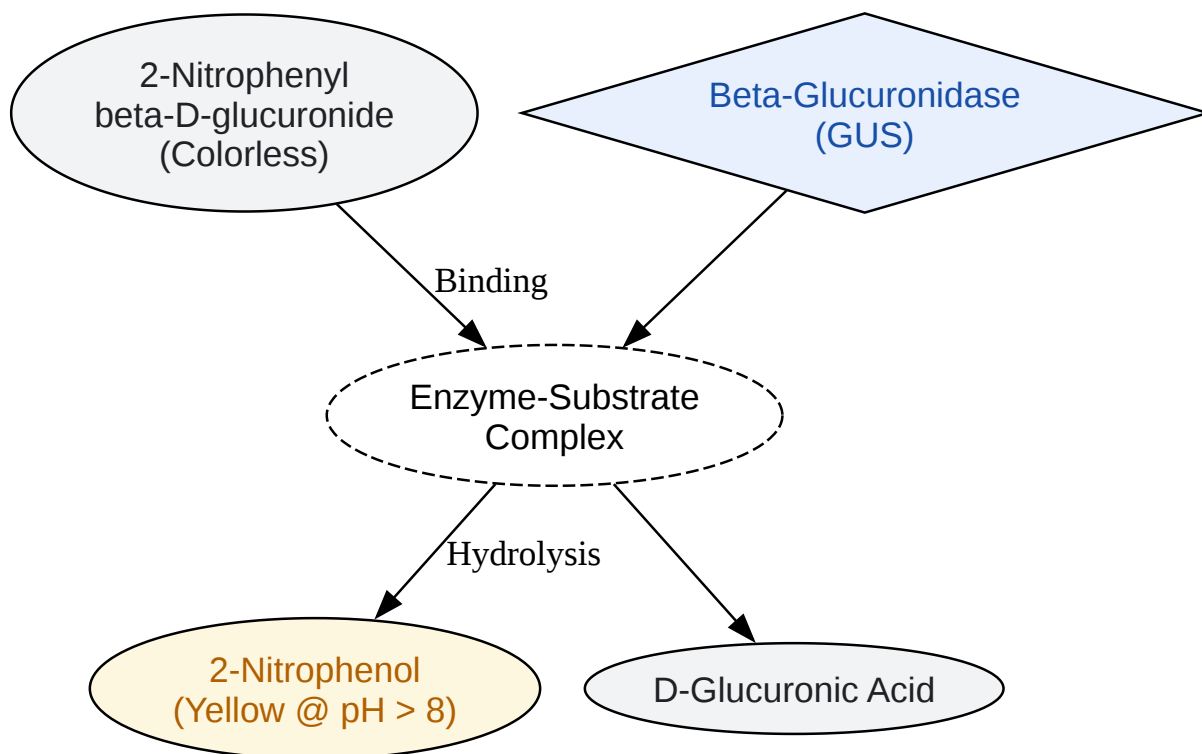 2-Nitrophenyl
beta-D-glucuronide
(Colorless)
Beta-Glucuronidase
(GUS)
Binding
Enzyme-Substrate
Complex
Hydrolysis
2-Nitrophenol
(Yellow @ pH > 8)
D-Glucuronic Acid